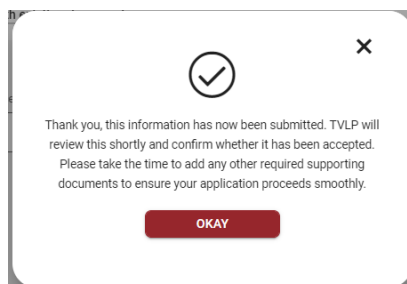 Thank you, this information has now been submitted. TVLP will
review this shortly and confirm whether it has been accepted.
Please take the time to add any other required supporting
documents to ensure your application proceeds smoothly.
OKAY